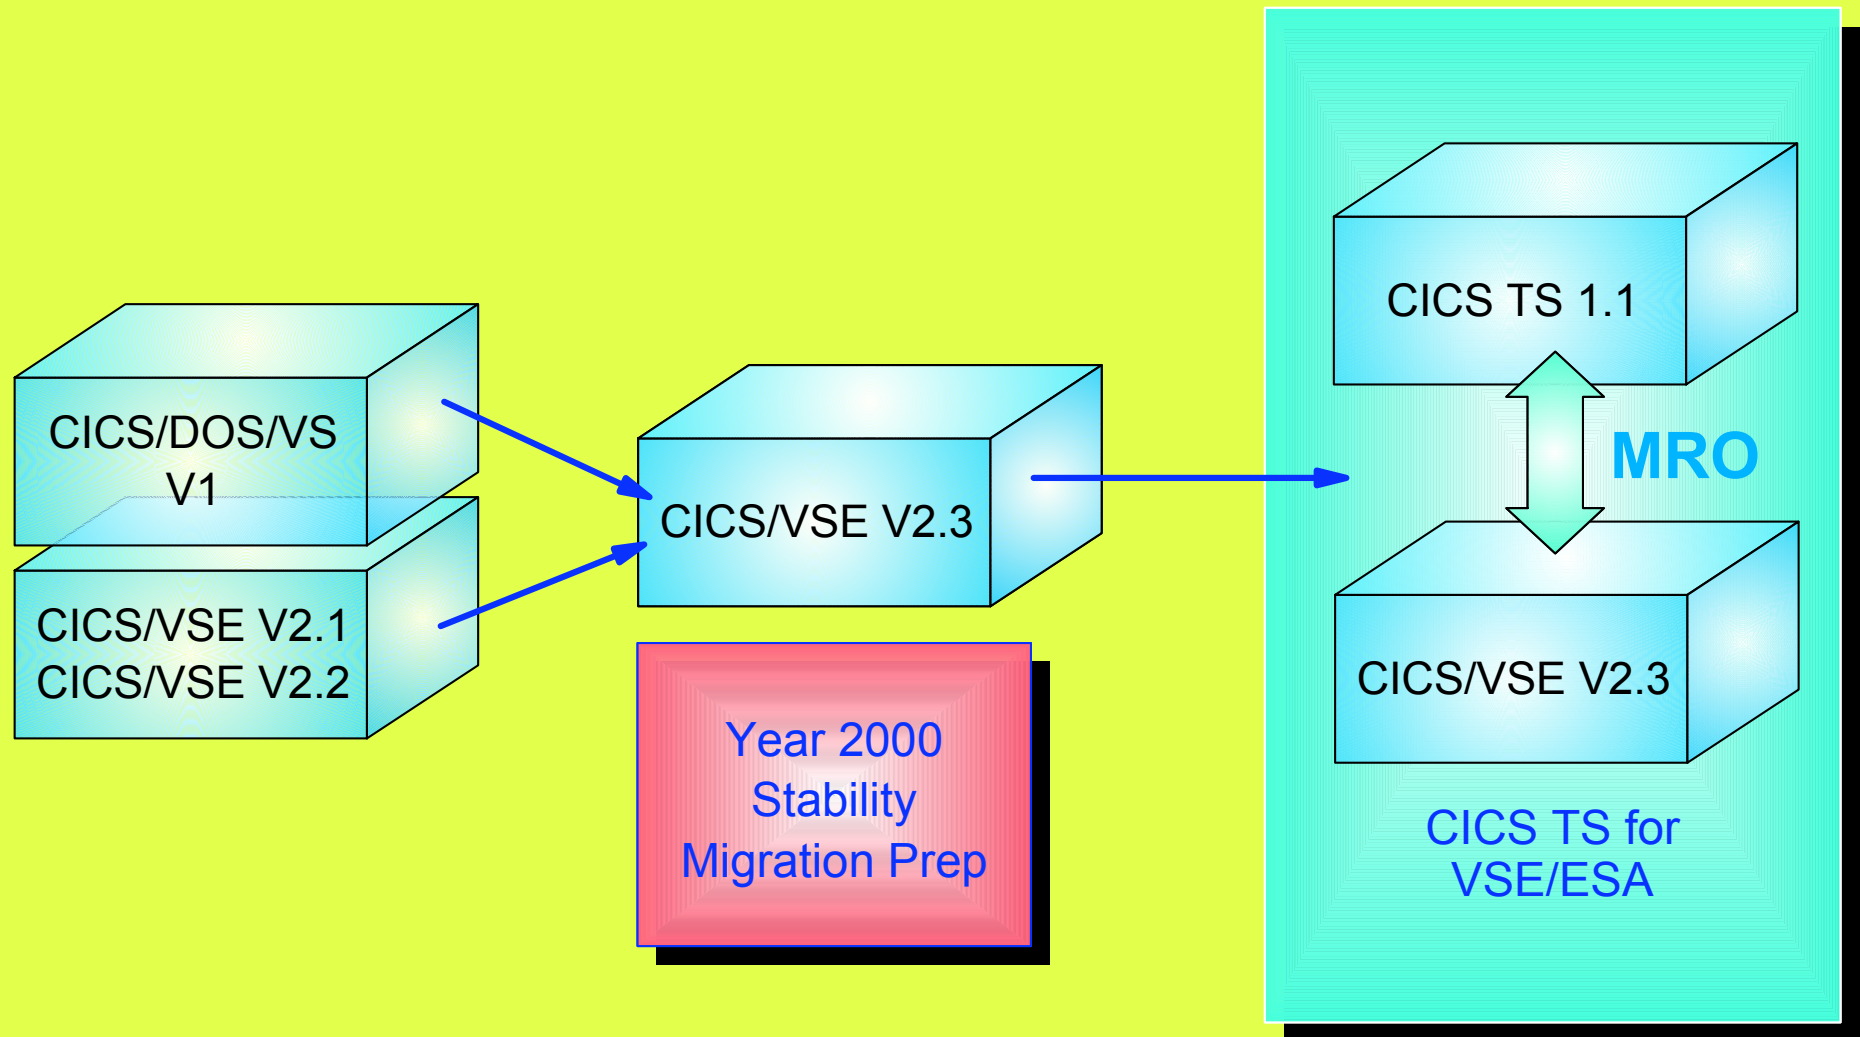 CICS/DOS/VS
V1
CICS/VSE V2.1
CICS/VSE V2.2
CICS/VSE V2.3
Year 2000
Stability
Migration Prep
CICS TS 1.1
MRO
CICS/VSE V2.3
CICS TS for
VSE/ESA